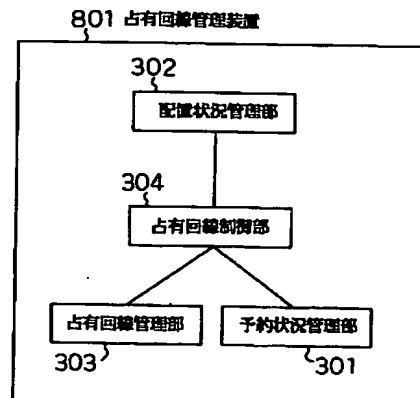 801 占有回線管理装置
302
配置状況管理部
304
占有回線制御部
占有回線管理部
予約状況管理部
303
301